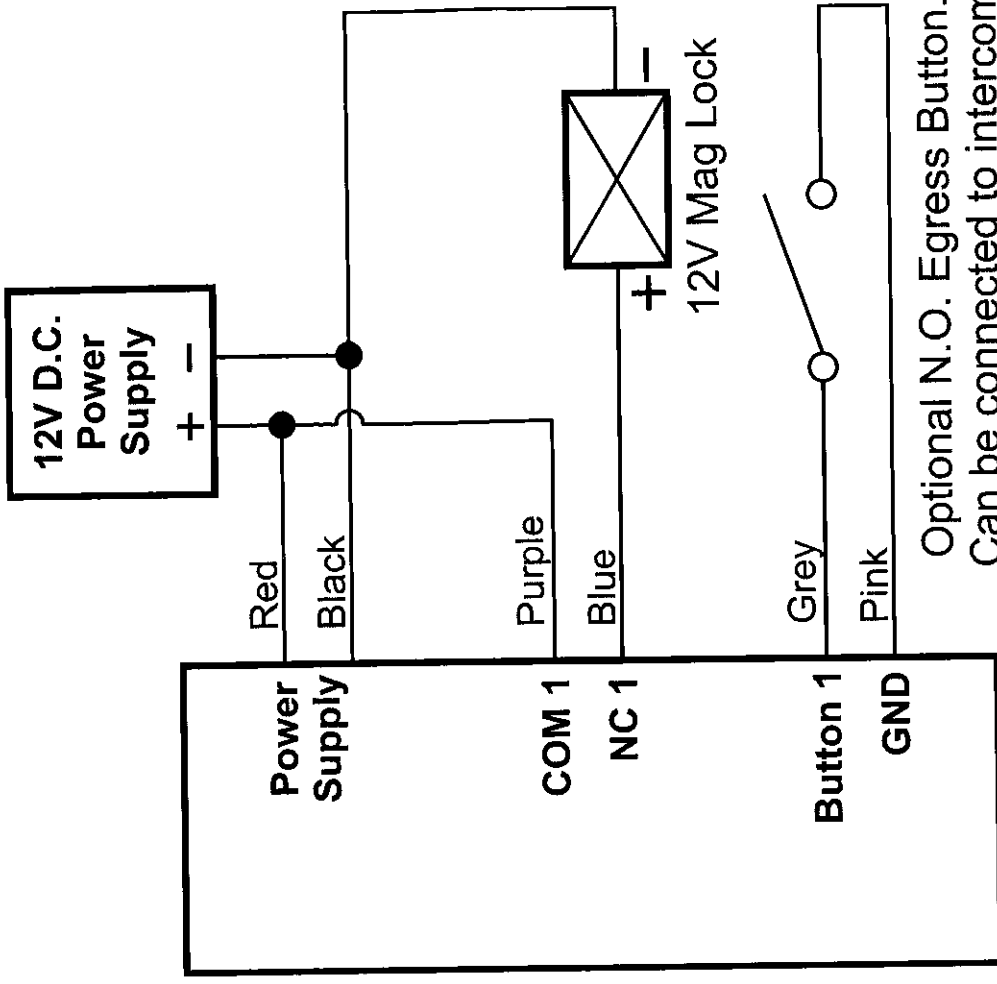 12V D.C.
Power
Supply
+ −
Red
Black
Power
Supply
Purple
Blue
COM 1
NC 1
+ −
12V Mag Lock
Grey
Pink
Button 1
GND
Optional N.O. Egress Button.
Can be connected to intercom